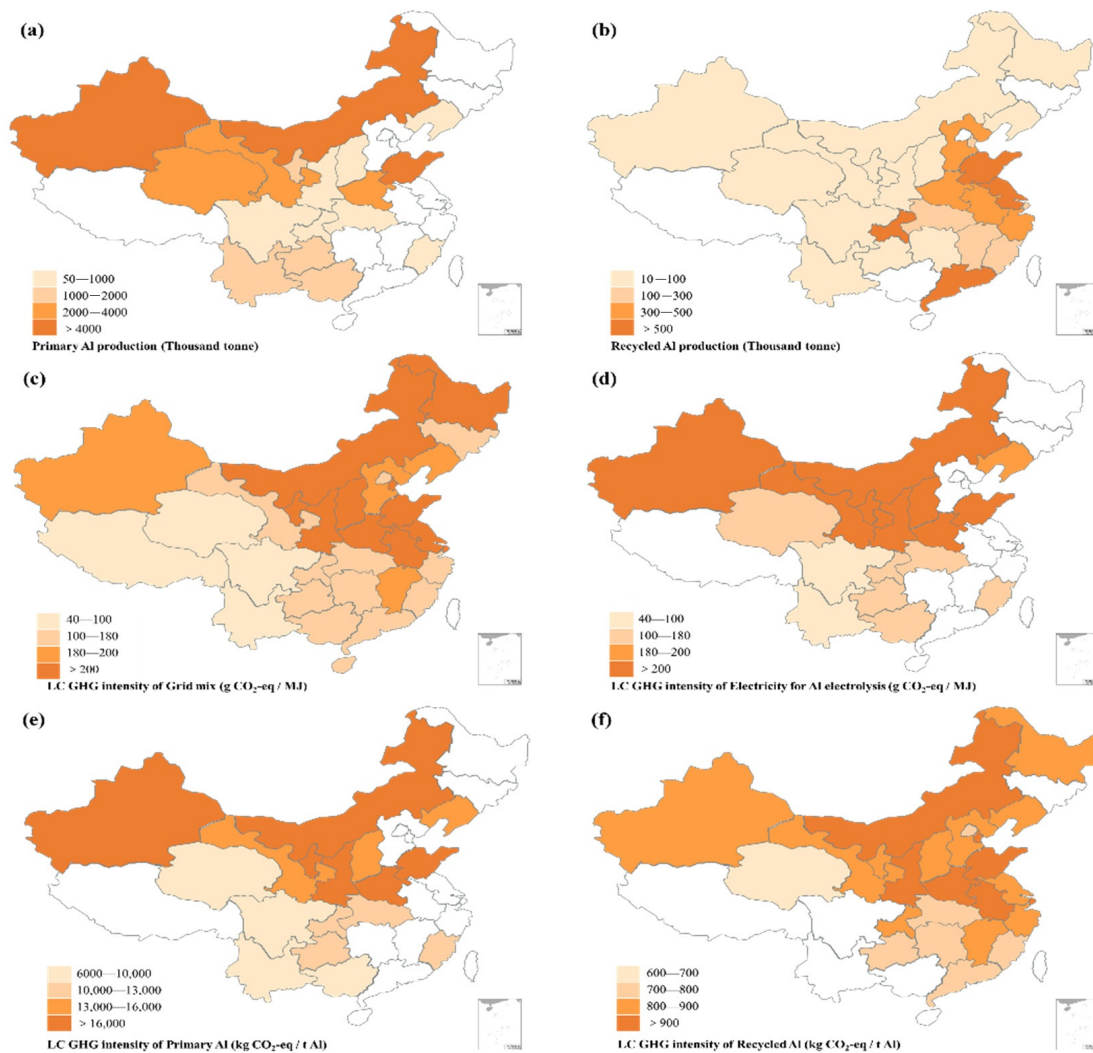 (a)
50—1000
1000—2000
2000—4000
> 4000
Primary Al production (Thousand tonne)
(b)
10—100
100—300
300—500
> 500
Recycled Al production (Thousand tonne)
(c)
40—100
100—180
180—200
> 200
LC GHG intensity of Grid mix (g CO₂-eq / MJ)
(d)
40—100
100—180
180—200
> 200
LC GHG intensity of Electricity for Al electrolysis (g CO₂-eq / MJ)
(e)
6000—10,000
10,000—13,000
13,000—16,000
> 16,000
LC GHG intensity of Primary Al (kg CO₂-eq / t Al)
(f)
600—700
700—800
800—900
> 900
LC GHG intensity of Recycled Al (kg CO₂-eq / t Al)